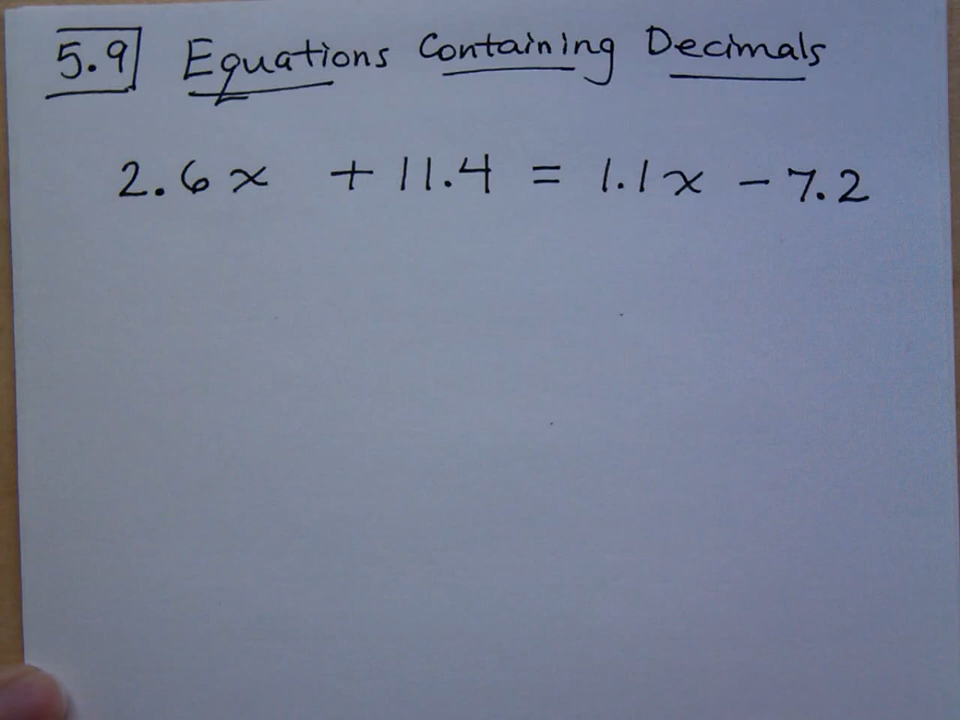 5.9 Equations Containing Decimals
2.6x + 11.4 = 1.1x - 7.2